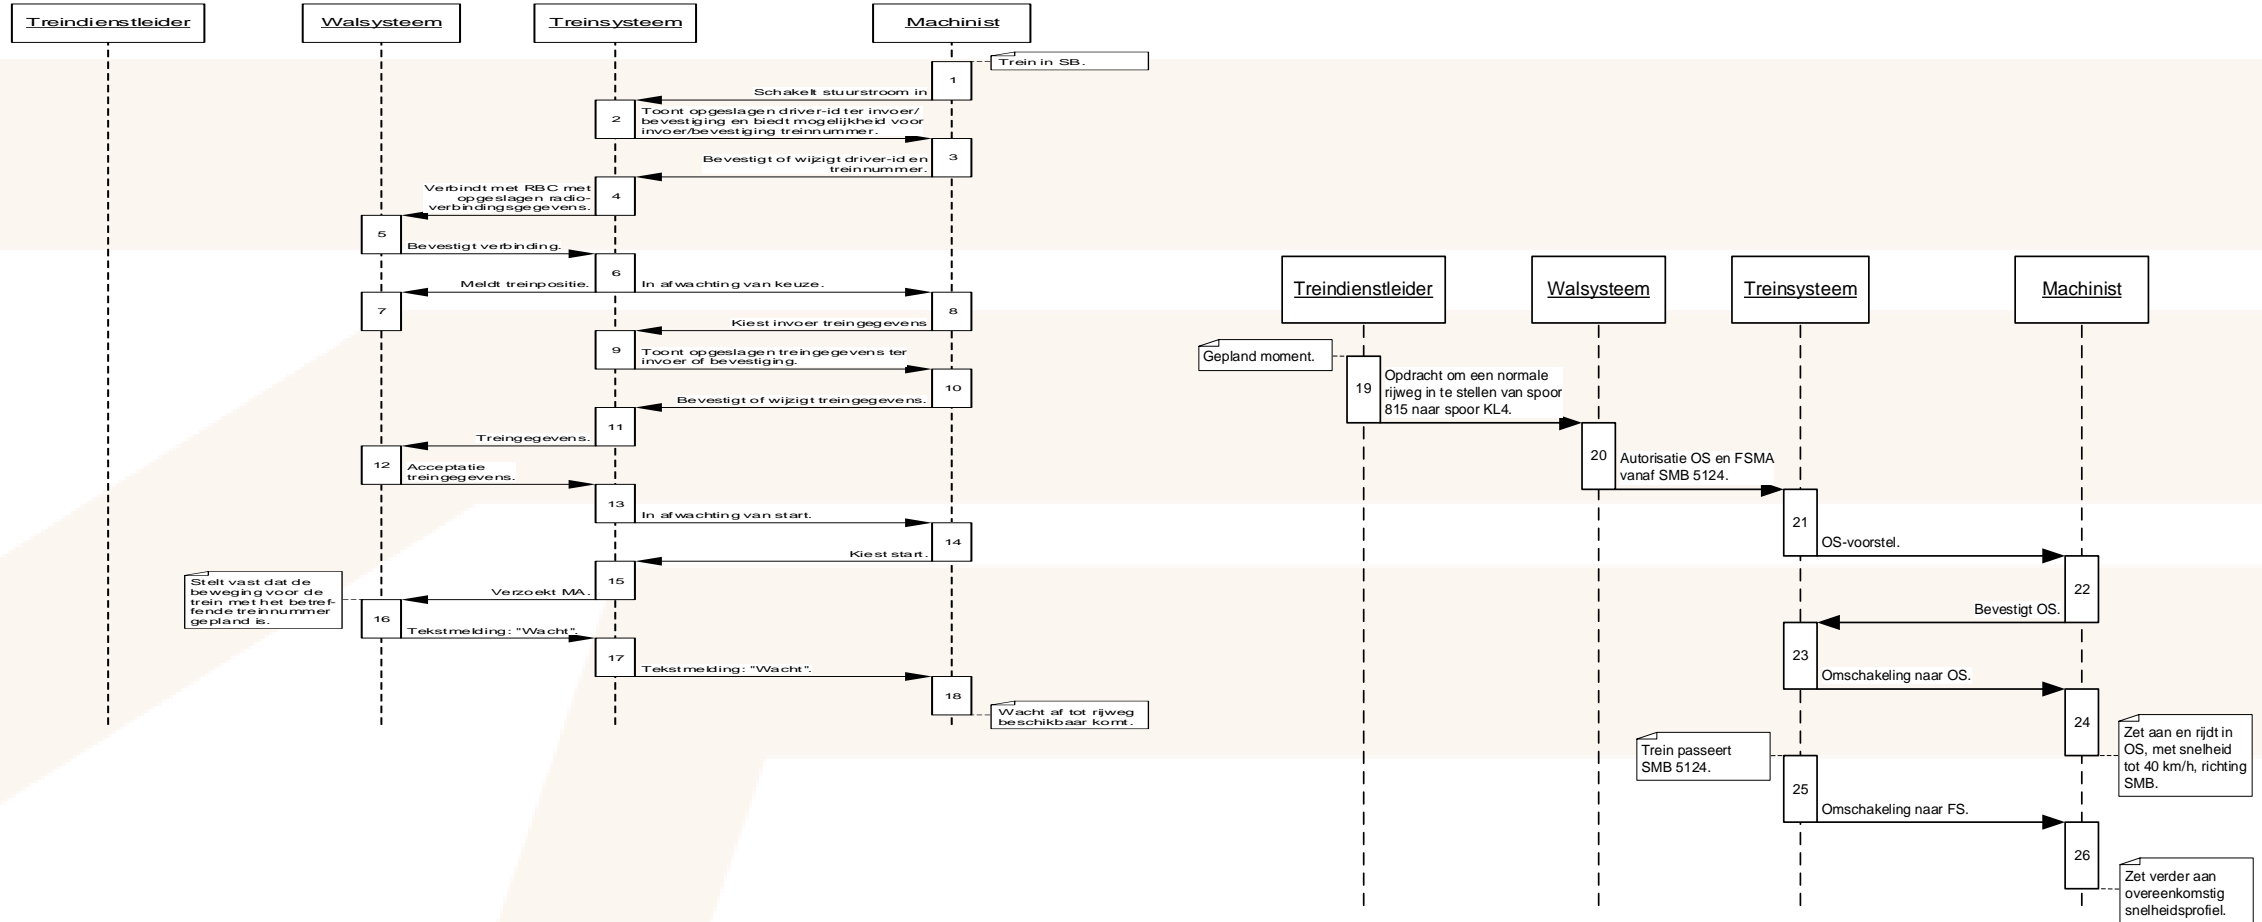 Treindienstleider
Walsysteem
Treinsysteem
Machinist
Trein in SB.
1
Schakelt stuurstroom in
2
Toont opgeslagen driver-id ter invoer/
bevestiging en biedt mogelijkheid voor
invoer/bevestiging treinnummer.
3
Bevestigt of wijzigt driver-id en
treinnummer.
4
Verbindt met RBC met
opgeslagen radio-
verbindingsgegevens.
5
Bevestigt verbinding.
6
Meldt treinpositie.
In afwachting van keuze.
7
8
Kiest invoer treingegevens
9
Toont opgeslagen treingegevens ter
invoer of bevestiging.
10
Bevestigt of wijzigt treingegevens.
11
Treingegevens.
12
Acceptatie
treingegevens.
13
In afwachting van start.
14
Kiest start.
15
Verzoekt MA.
Stelt vast dat de
beweging voor de
trein met het betref-
fende treinnummer
gepland is.
16
Tekstmelding: "Wacht".
17
Tekstmelding: "Wacht".
18
Wacht af tot rijweg
beschikbaar komt.
Treindienstleider
Walsysteem
Treinsysteem
Machinist
Gepland moment.
19
Opdracht om een normale
rijweg in te stellen van spoor
815 naar spoor KL4.
20
Autorisatie OS en FSMA
vanaf SMB 5124.
21
OS-voorstel.
22
Bevestigt OS.
23
Omschakeling naar OS.
24
Zet aan en rijdt in
OS, met snelheid
tot 40 km/h, richting
SMB.
Trein passeert
SMB 5124.
25
Omschakeling naar FS.
26
Zet verder aan
overeenkomstig
snelheidsprofiel.